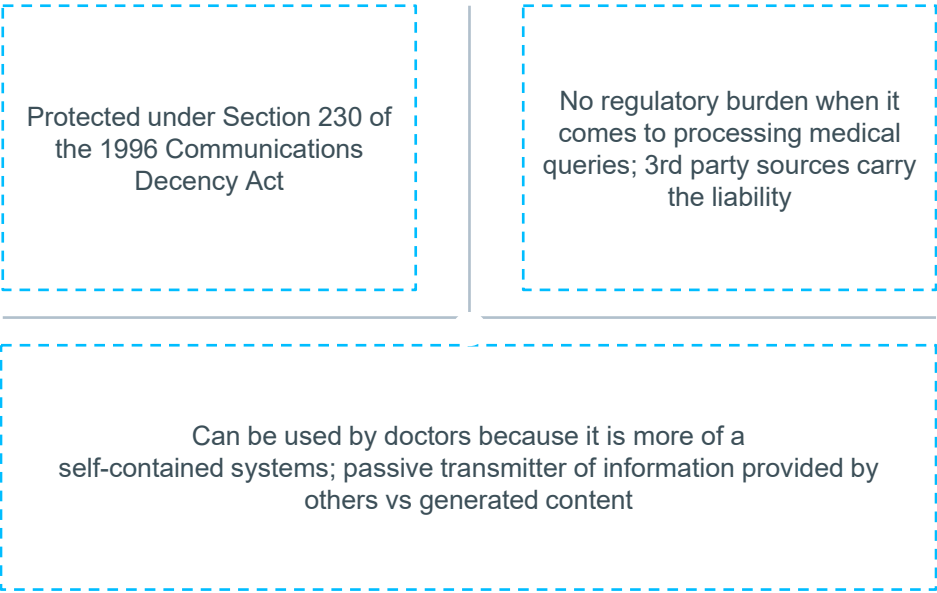 Protected under Section 230 of
the 1996 Communications
Decency Act
No regulatory burden when it
comes to processing medical
queries; 3rd party sources carry
the liability
Can be used by doctors because it is more of a
self-contained systems; passive transmitter of information provided by
others vs generated content